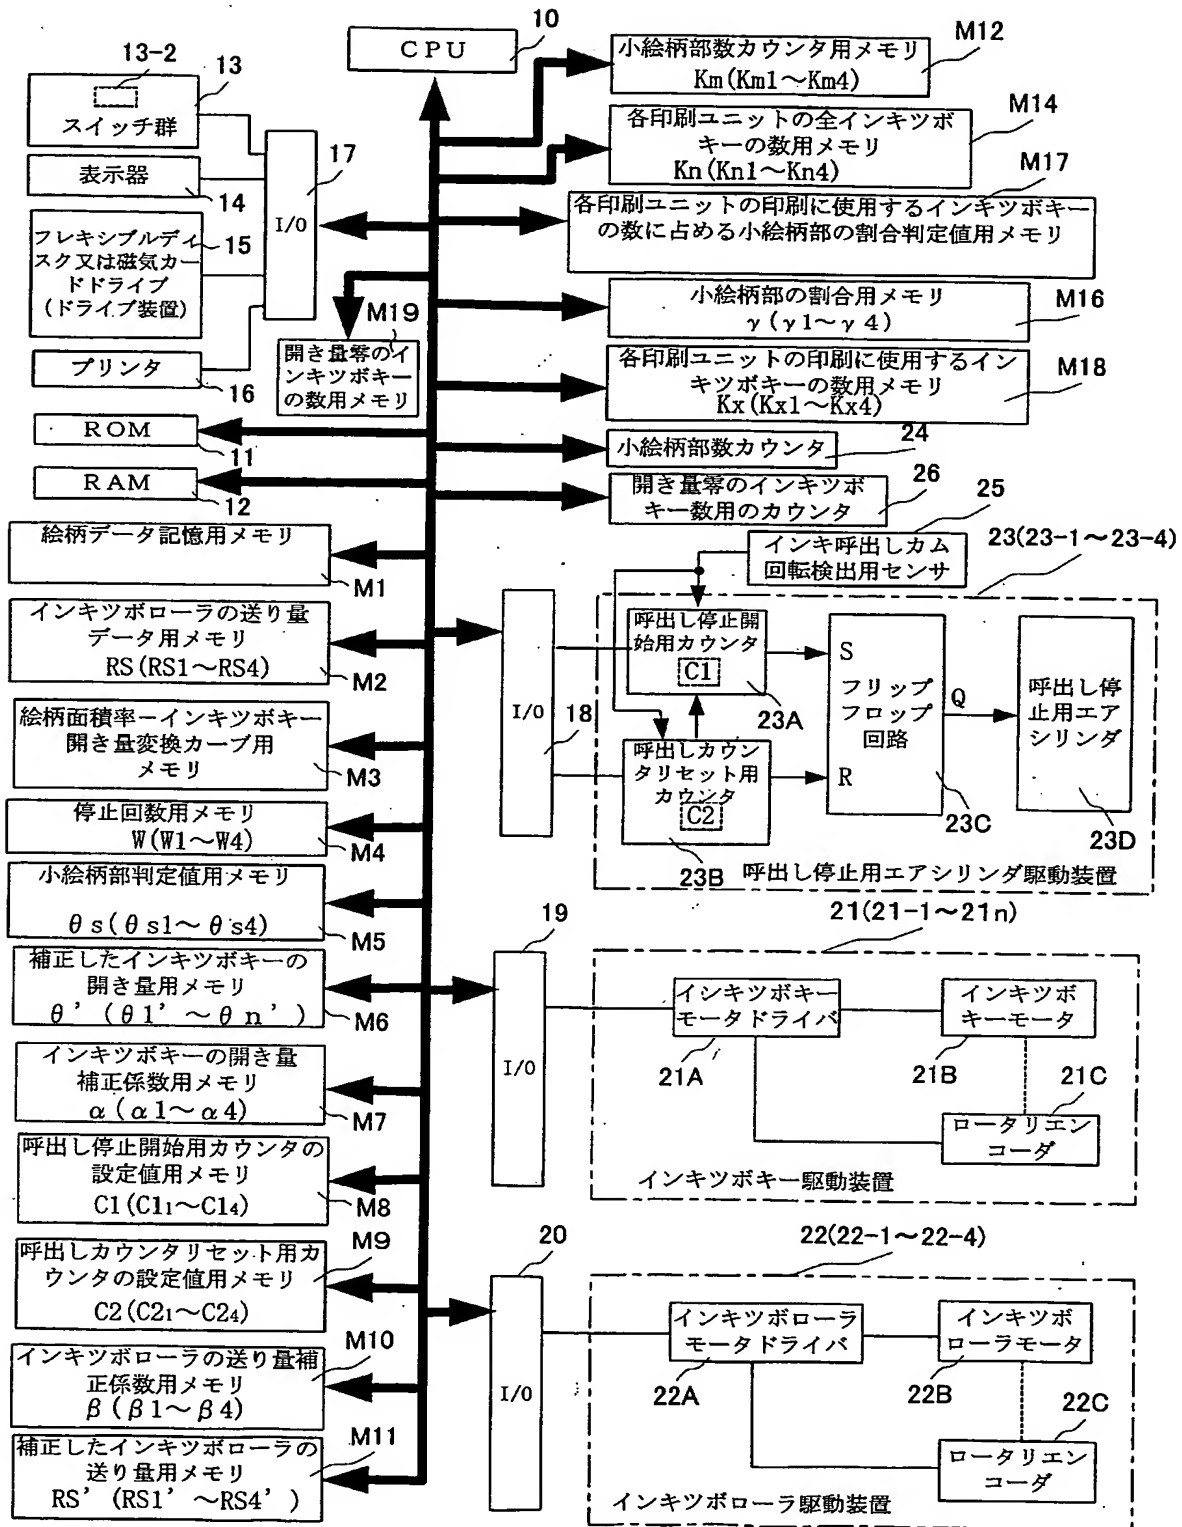 10
CPU
13-2
13
スイッチ群
表示器
14
フレキシブルディ
スク又は磁気カー
ドドライブ
(ドライブ装置)
15
プリンタ
16
17
I/O
ROM
11
RAM
12
M19
開き量零のイ
ンキツボキー
の数用メモリ
絵柄データ記憶用メモリ
M1
インキツボローラの送り量
データ用メモリ
RS(RS1～RS4)
M2
絵柄面積率－インキツボキー
開き量変換カーブ用
メモリ
M3
停止回数用メモリ
W(W1～W4)
M4
小絵柄部判定値用メモリ
θs(θs1～θs4)
M5
補正したインキツボキーの
開き量用メモリ
θ'(θ1'～θn')
M6
インキツボキーの開き量
補正係数用メモリ
α(α1～α4)
M7
呼出し停止開始用カウンタの
設定値用メモリ
C1(C1₁～C1₄)
M8
呼出しカウンタリセット用カ
ウンタの設定値用メモリ
C2(C2₁～C2₄)
M9
インキツボローラの送り量補
正係数用メモリ
β(β1～β4)
M10
補正したインキツボローラの
送り量用メモリ
RS'(RS1'～RS4')
M11
小絵柄部数カウンタ用メモリ
Km(Km1～Km4)
M12
各印刷ユニットの全インキツボ
キーの数用メモリ
Kn(Kn1～Kn4)
M14
各印刷ユニットの印刷に使用するインキツボキー
の数に占める小絵柄部の割合判定値用メモリ
M17
小絵柄部の割合用メモリ
γ(γ1～γ4)
M16
各印刷ユニットの印刷に使用するイン
キツボキーの数用メモリ
Kx(Kx1～Kx4)
M18
小絵柄部数カウンタ
24
開き量零のインキツボ
キー数用のカウンタ
26
25
インキ呼出しカム
回転検出用センサ
23(23-1～23-4)
I/O
18
呼出し停止開
始用カウンタ
C1
23A
呼出しカウン
タリセット用
カウンタ
C2
23B
S
フリップ
フロップ
回路
R
Q
23C
呼出し停
止用エア
シリンダ
23D
呼出し停止用エアシリンダ駆動装置
19
I/O
21(21-1～21n)
インキツボキー
モータドライバ
21A
インキツボ
キーモータ
21B
21C
ロータリエン
コーダ
インキツボキー駆動装置
20
I/O
22(22-1～22-4)
インキツボローラ
モータドライバ
22A
インキツボ
ローラモータ
22B
22C
ロータリエン
コーダ
インキツボローラ駆動装置